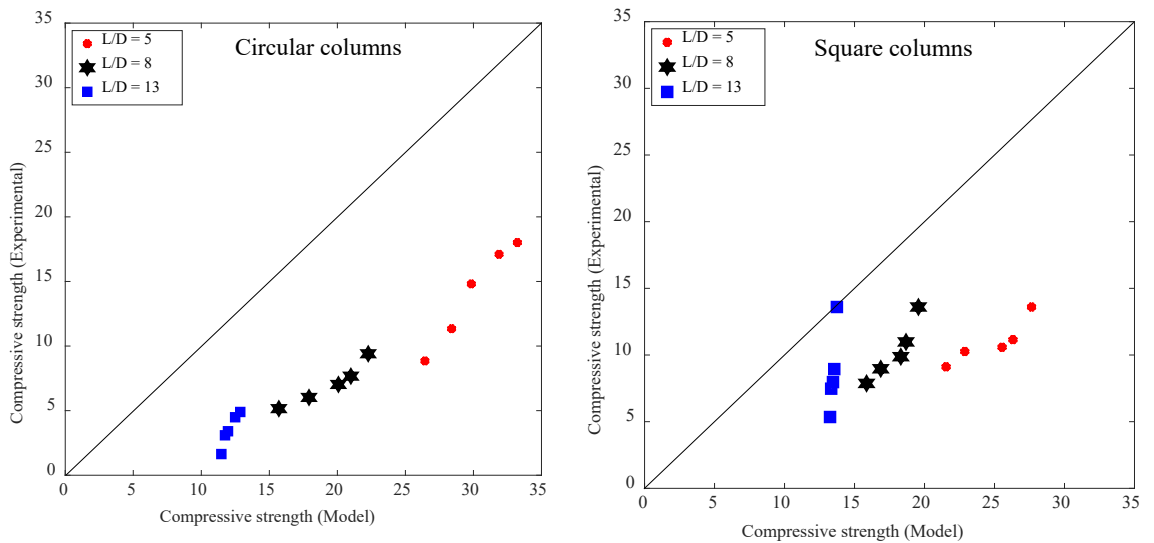 Circular columns
L/D = 5
L/D = 8
L/D = 13
35
30
25
20
15
10
5
0
0 5 10 15 20 25 30 35
Compressive strength (Experimental)
Compressive strength (Model)
Square columns
L/D = 5
L/D = 8
L/D = 13
35
30
25
20
15
10
5
0
0 5 10 15 20 25 30 35
Compressive strength (Experimental)
Compressive strength (Model)